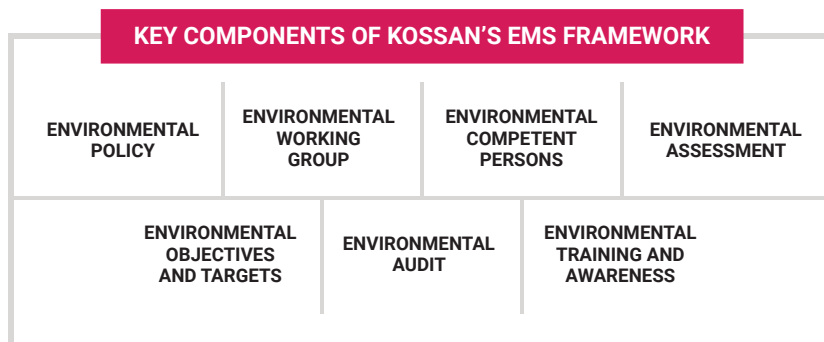 KEY COMPONENTS OF KOSSAN'S EMS FRAMEWORK
ENVIRONMENTAL
POLICY
ENVIRONMENTAL
WORKING
GROUP
ENVIRONMENTAL
COMPETENT
PERSONS
ENVIRONMENTAL
ASSESSMENT
ENVIRONMENTAL
OBJECTIVES
AND TARGETS
ENVIRONMENTAL
AUDIT
ENVIRONMENTAL
TRAINING AND
AWARENESS